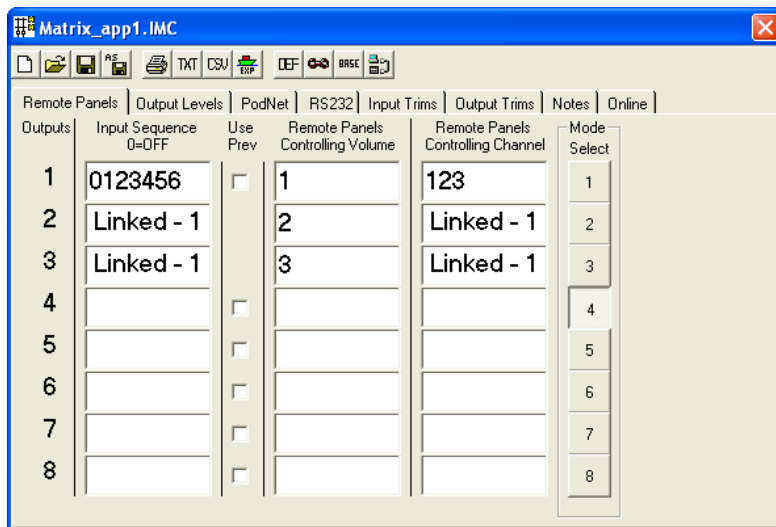 Matrix_app1.IMC
AS TXT CSV EXP DEF BASE
Remote Panels Output Levels PodNet RS232 Input Trims Output Trims Notes Online
Outputs Input Sequence 0=OFF Use Prev Remote Panels Controlling Volume Remote Panels Controlling Channel Mode Select
1 0123456 1 123 1
2 Linked - 1 2 Linked - 1 2
3 Linked - 1 3 Linked - 1 3
4 4
5 5
6 6
7 7
8 8